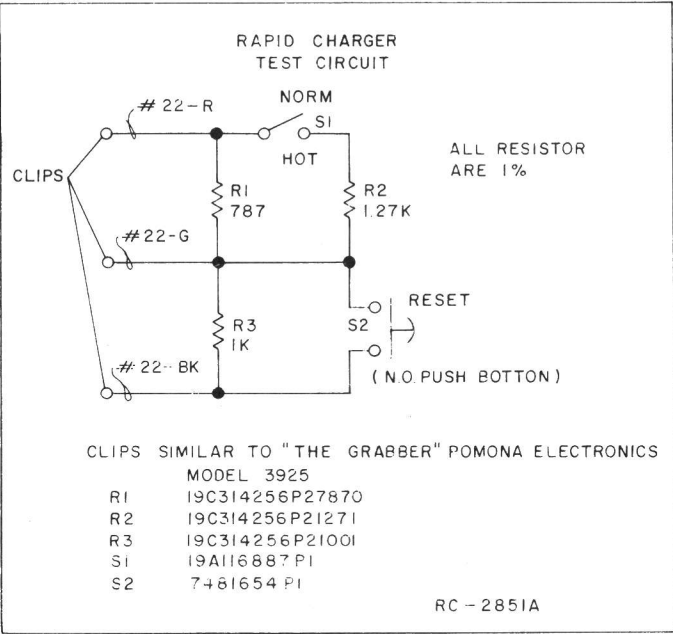 RAPID CHARGER
TEST CIRCUIT
NORM
# 22-R
S1
HOT
ALL RESISTOR
ARE 1%
CLIPS
R1
787
R2
1.27K
#22-G
R3
1K
S2
RESET
(N.O. PUSH BOTTON)
# 22-BK
CLIPS SIMILAR TO "THE GRABBER" POMONA ELECTRONICS
MODEL 3925
R1 19C314256P27870
R2 19C314256P21271
R3 19C314256P21001
S1 19A116887P1
S2 7481654P1
RC-2851A